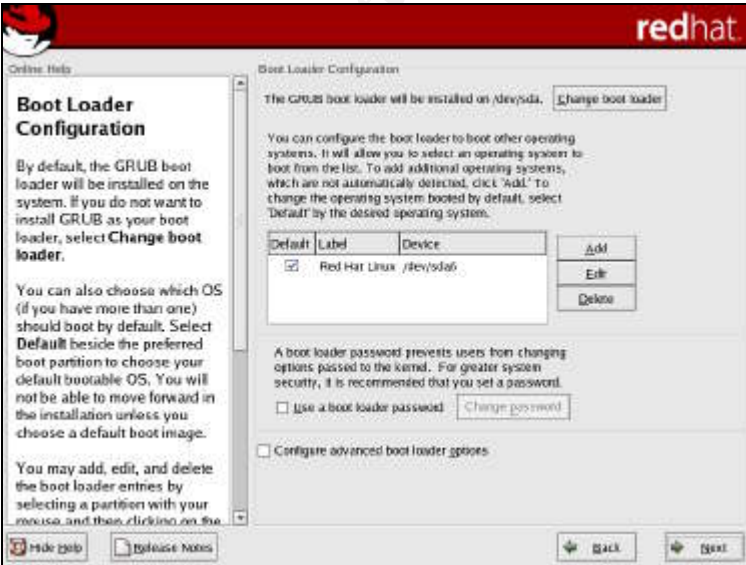 redhat.
Online Help
Boot Loader
Configuration
By default, the GRUB boot
loader will be installed on the
system. If you do not want to
install GRUB as your boot
loader, select Change boot
loader.
You can also choose which OS
(if you have more than one)
should boot by default. Select
Default beside the preferred
boot partition to choose your
default bootable OS. You will
not be able to move forward in
the installation unless you
choose a default boot image.
You may add, edit, and delete
the boot loader entries by
selecting a partition with your
mouse and then clicking on the
Boot Loader Configuration
The GRUB boot loader will be installed on /dev/sda.
Change boot loader
You can configure the boot loader to boot other operating
systems. It will allow you to select an operating system to
boot from the list. To add additional operating systems,
which are not automatically detected, click 'Add.' To
change the operating system booted by default, select
'Default' by the desired operating system.
Default Label Device
Red Hat Linux /dev/sda6
Add
Edit
Delete
A boot loader password prevents users from changing
options passed to the kernel. For greater system
security, it is recommended that you set a password.
Use a boot loader password
Change password
Configure advanced boot loader options
Hide Help
Release Notes
Back
Next